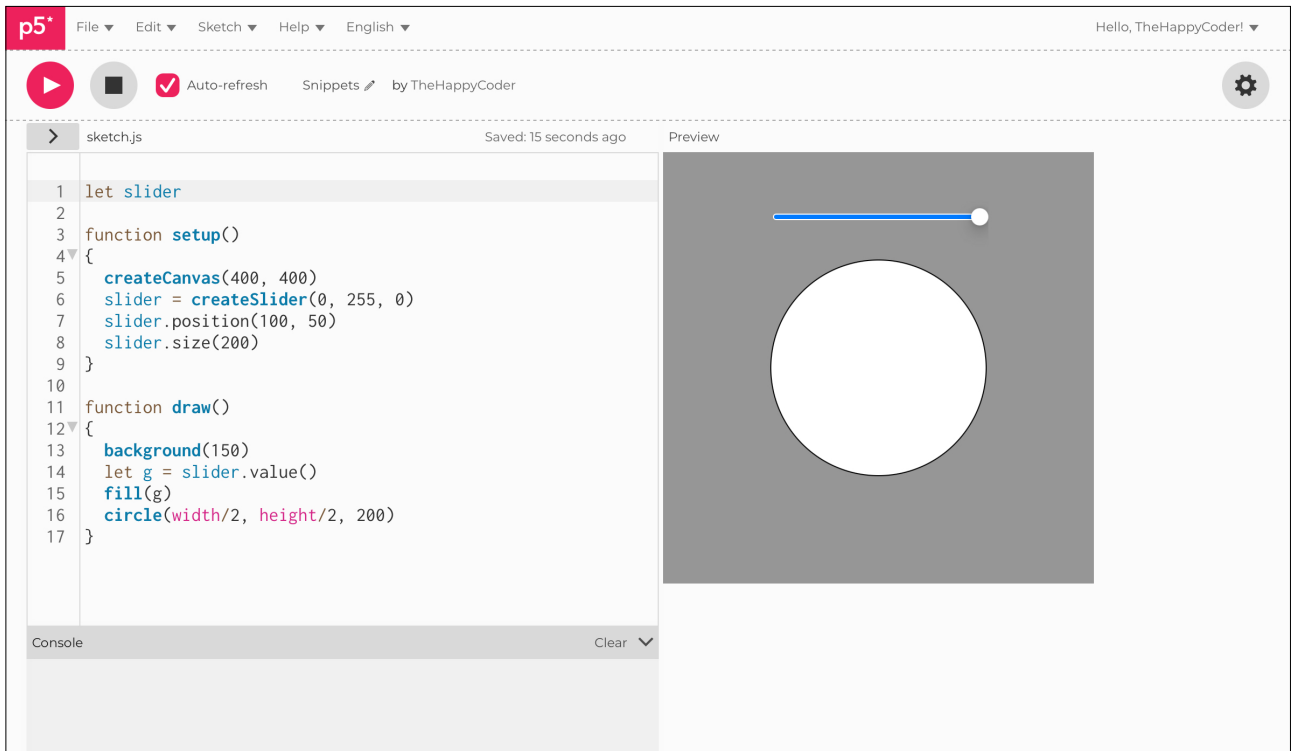 p5* File Edit Sketch Help English Hello, TheHappyCoder!
Auto-refresh Snippets by TheHappyCoder
sketch.js Saved: 15 seconds ago Preview
1 let slider
2
3 function setup()
4 {
5   createCanvas(400, 400)
6   slider = createSlider(0, 255, 0)
7   slider.position(100, 50)
8   slider.size(200)
9 }
10
11 function draw()
12 {
13   background(150)
14   let g = slider.value()
15   fill(g)
16   circle(width/2, height/2, 200)
17 }
Console Clear